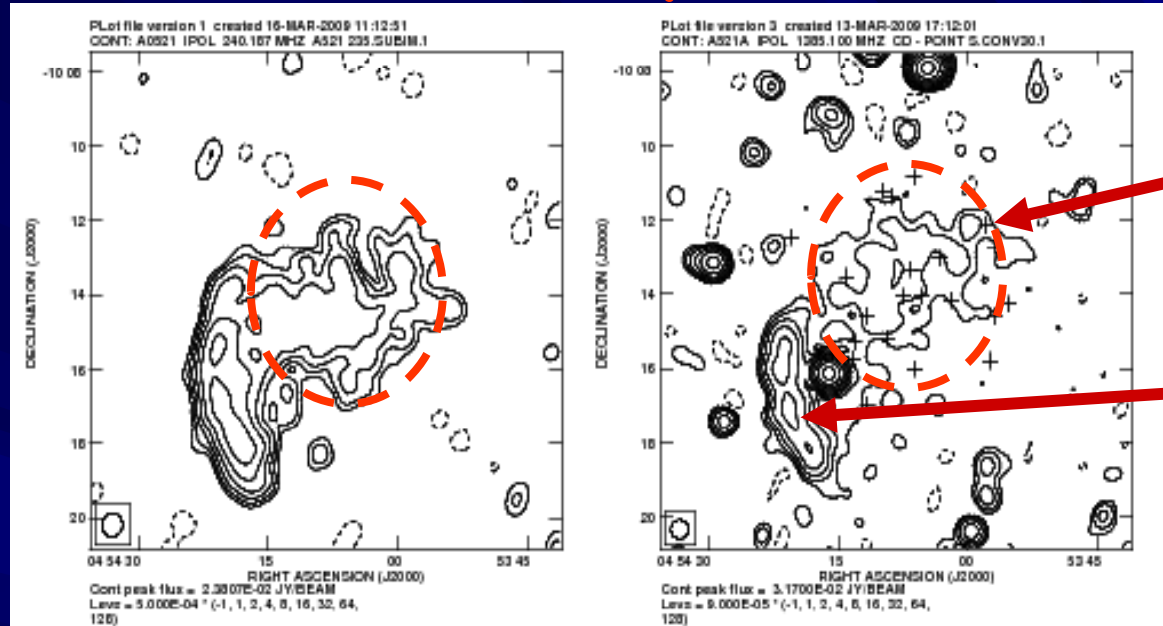 PLot file version 1 created 16-MAR-2009 11:12:51
CONT: A0521 IPOL 240.187 MHZ A521 235.SUBIM.1
-10 08
10
12
14
16
18
20
DECLINATION (J2000)
04 54 30
15
00
53 45
RIGHT ASCENSION (J2000)
Cont peak flux = 2.3807E-02 JY/BEAM
Levs = 5.000E-04 * (-1, 1, 2, 4, 8, 16, 32, 64,
128)
PLot file version 3 created 13-MAR-2009 17:12:01
CONT: A521A IPOL 1385.100 MHZ CD - POINT S.CONV30.1
-10 08
10
12
14
16
18
20
DECLINATION (J2000)
04 54 30
15
00
53 45
RIGHT ASCENSION (J2000)
Cont peak flux = 3.1700E-02 JY/BEAM
Levs = 9.000E-05 * (-1, 1, 2, 4, 8, 16, 32, 64,
128)